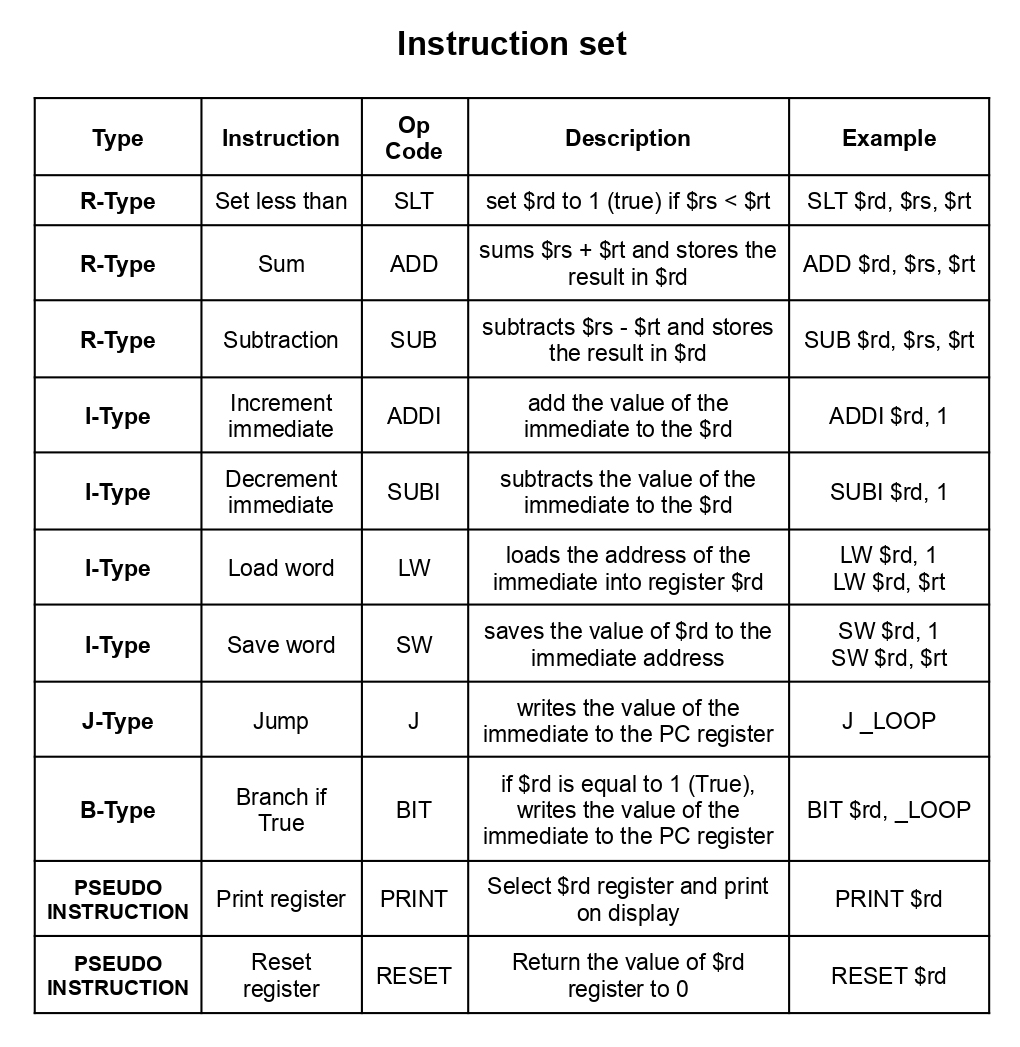 Instruction set
Type Instruction Op Code Description Example
R-Type Set less than SLT set $rd to 1 (true) if $rs < $rt SLT $rd, $rs, $rt
R-Type Sum ADD sums $rs + $rt and stores the
result in $rd ADD $rd, $rs, $rt
R-Type Subtraction SUB subtracts $rs - $rt and stores
the result in $rd SUB $rd, $rs, $rt
I-Type Increment
immediate ADDI add the value of the
immediate to the $rd ADDI $rd, 1
I-Type Decrement
immediate SUBI subtracts the value of the
immediate to the $rd SUBI $rd, 1
I-Type Load word LW loads the address of the
immediate into register $rd LW $rd, 1
LW $rd, $rt
I-Type Save word SW saves the value of $rd to the
immediate address SW $rd, 1
SW $rd, $rt
J-Type Jump J writes the value of the
immediate to the PC register J _LOOP
B-Type Branch if
True BIT if $rd is equal to 1 (True),
writes the value of the
immediate to the PC register BIT $rd, _LOOP
PSEUDO
INSTRUCTION Print register PRINT Select $rd register and print
on display PRINT $rd
PSEUDO
INSTRUCTION Reset
register RESET Return the value of $rd
register to 0 RESET $rd